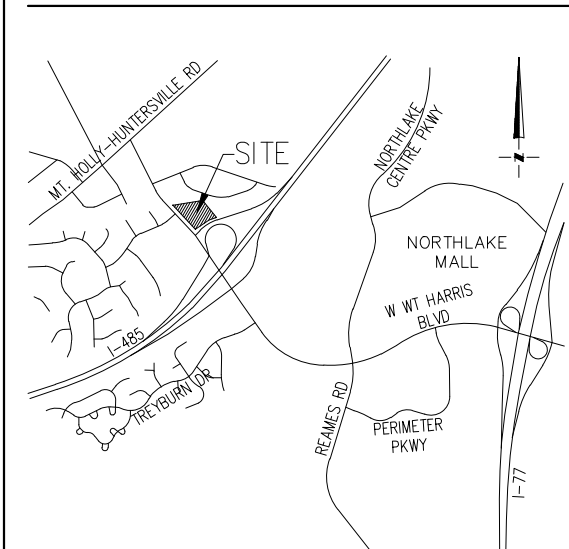 MT. HOLLY-HUNTERSVILLE RD
SITE
NORTHLAKE
CENTRE PKWY
N
NORTHLAKE
MALL
W WT HARRIS
BLVD
I-485
TREYBURN DR
REAMES RD
PERIMETER
PKWY
I-77